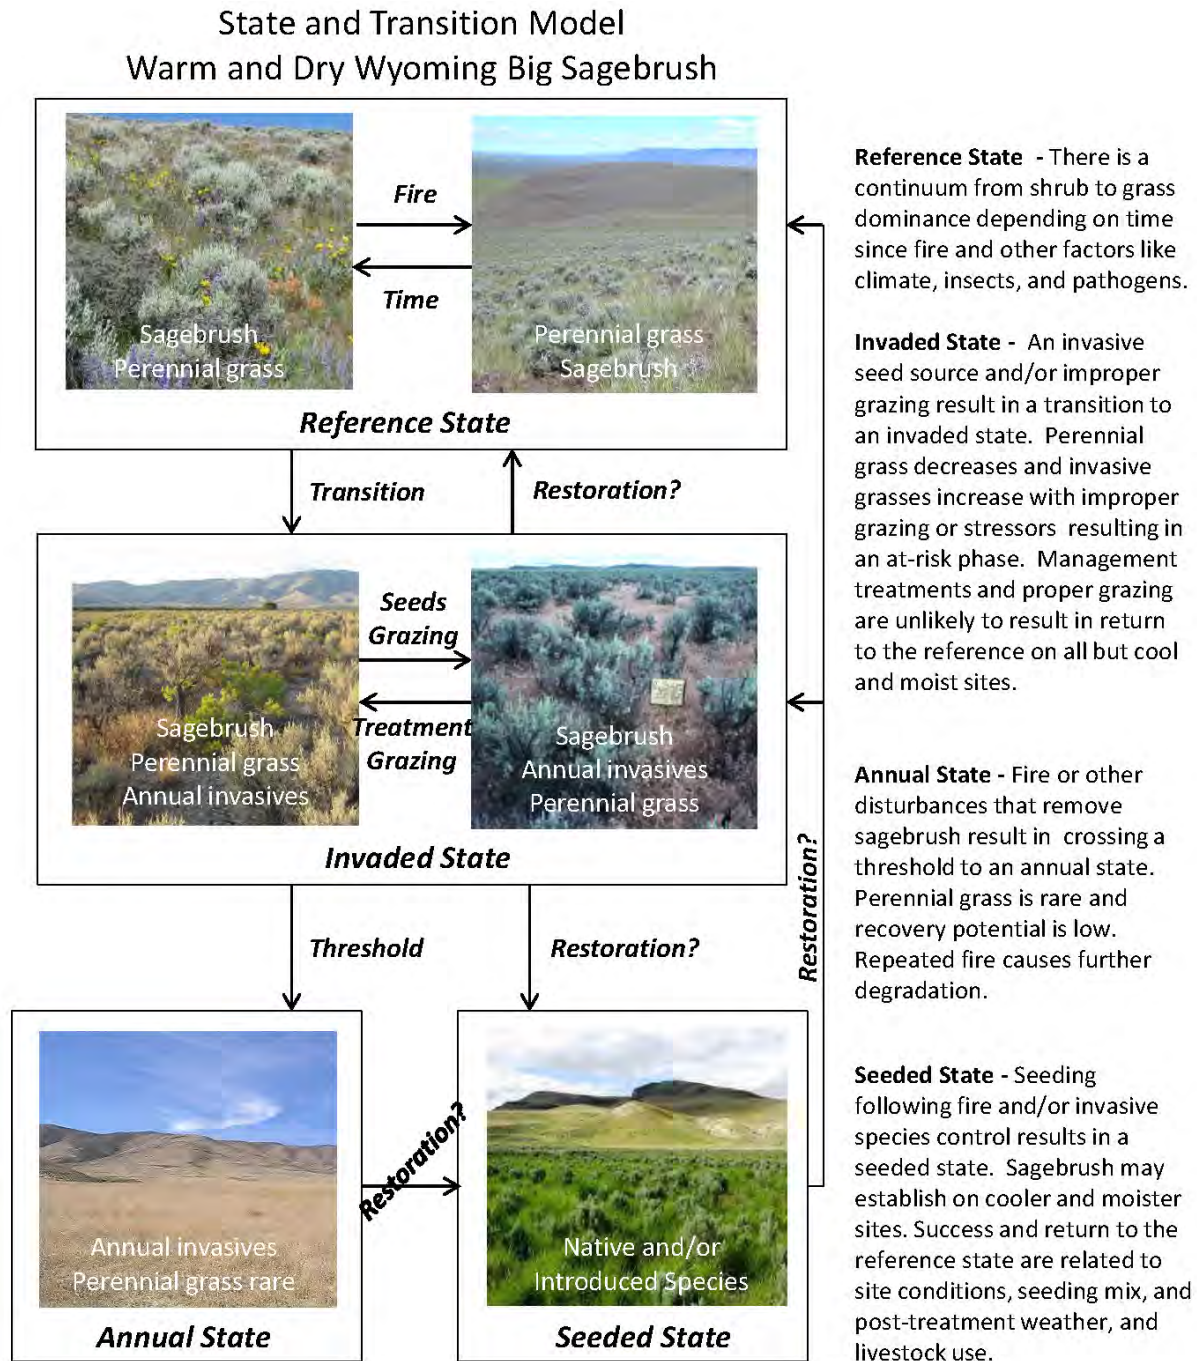 State and Transition Model
Warm and Dry Wyoming Big Sagebrush
Fire
Time
Sagebrush
Perennial grass
Perennial grass
Sagebrush
Reference State
Transition
Restoration?
Seeds
Grazing
Treatment
Grazing
Sagebrush
Perennial grass
Annual invasives
Sagebrush
Annual invasives
Perennial grass
Invaded State
Threshold
Restoration?
Restoration?
Annual invasives
Perennial grass rare
Annual State
Restoration?
Native and/or
Introduced Species
Seeded State
Reference State - There is a
continuum from shrub to grass
dominance depending on time
since fire and other factors like
climate, insects, and pathogens.
Invaded State - An invasive
seed source and/or improper
grazing result in a transition to
an invaded state. Perennial
grass decreases and invasive
grasses increase with improper
grazing or stressors resulting in
an at-risk phase. Management
treatments and proper grazing
are unlikely to result in return
to the reference on all but cool
and moist sites.
Annual State - Fire or other
disturbances that remove
sagebrush result in crossing a
threshold to an annual state.
Perennial grass is rare and
recovery potential is low.
Repeated fire causes further
degradation.
Seeded State - Seeding
following fire and/or invasive
species control results in a
seeded state. Sagebrush may
establish on cooler and moister
sites. Success and return to the
reference state are related to
site conditions, seeding mix, and
post-treatment weather, and
livestock use.